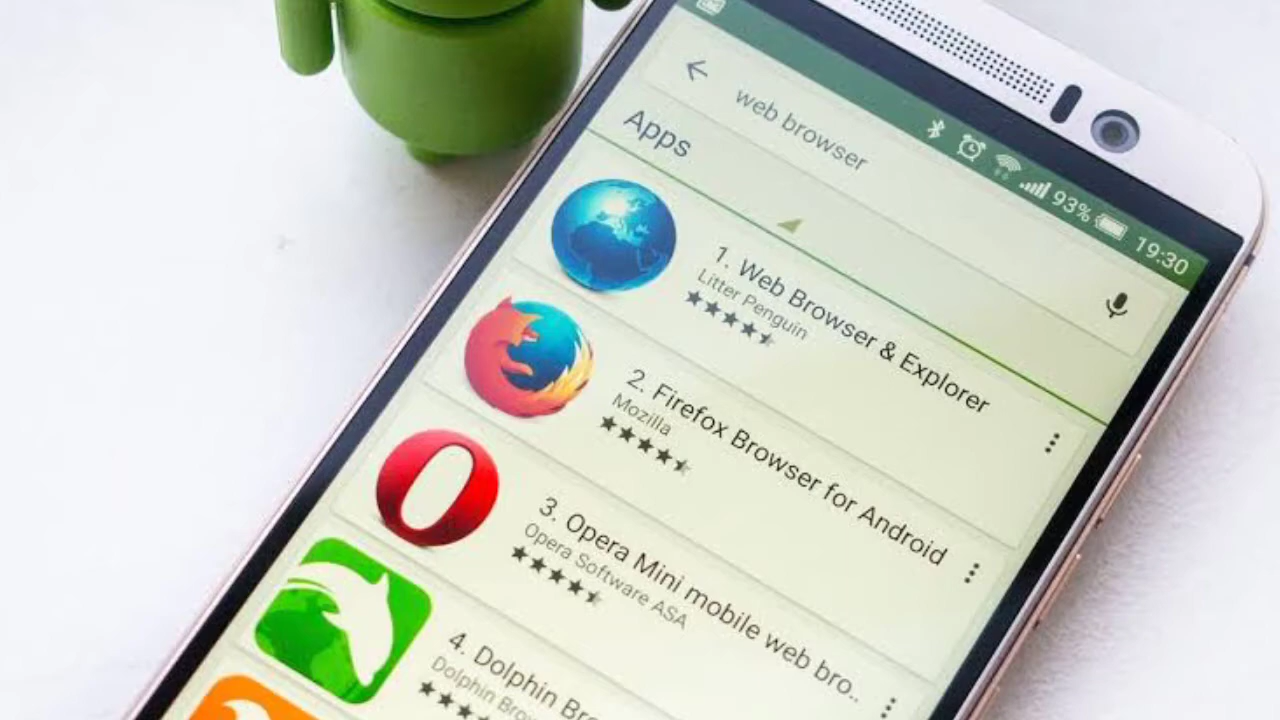 93% 19:30
web browser
Apps
1. Web Browser & Explorer
Litter Penguin
2. Firefox Browser for Android
Mozilla
3. Opera Mini mobile web bro..
Opera Software ASA
4. Dolphin Bro
Dolphin Brow